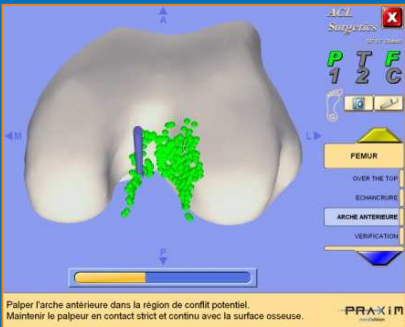 ACL
Surgetics
A
P T F
1 2 C
M
L
FEMUR
OVER THE TOP
ECHANCRURE
ARCHE ANTERIEURE
VERIFICATION
P
Palper l'arche antérieure dans la région de conflit potentiel.
Maintenir le palpeur en contact strict et continu avec la surface osseuse.
PRAXIM